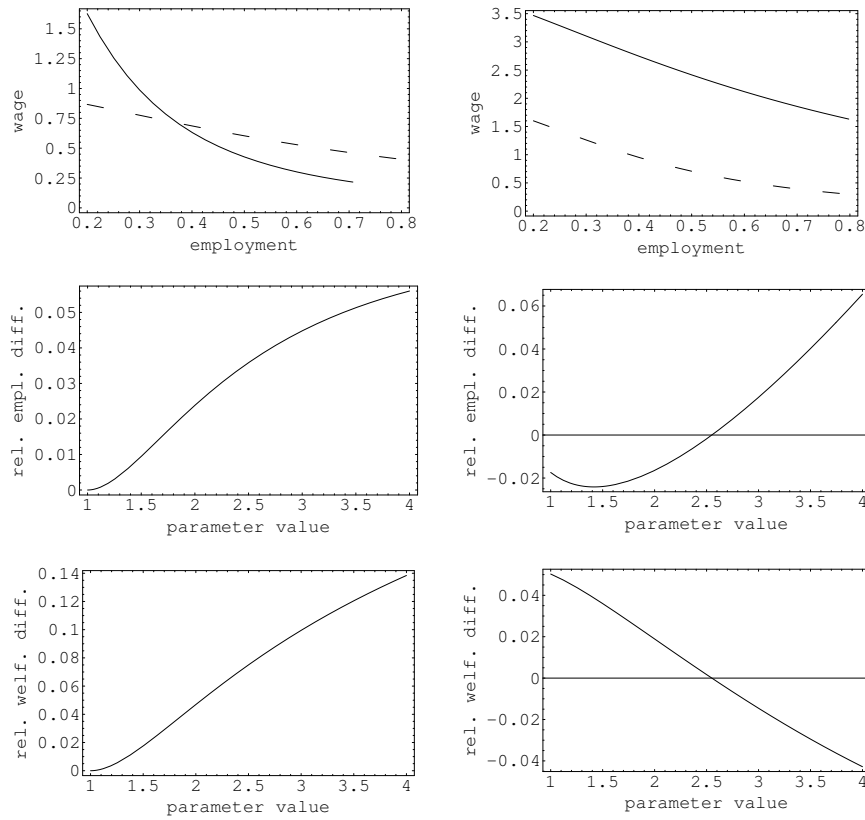 1.5
1.25
1
0.75
0.5
0.25
0
wage
0.2 0.3 0.4 0.5 0.6 0.7 0.8
employment
3.5
3
2.5
2
1.5
1
0.5
0
wage
0.2 0.3 0.4 0.5 0.6 0.7 0.8
employment
0.05
0.04
0.03
0.02
0.01
0
rel. empl. diff.
1 1.5 2 2.5 3 3.5 4
parameter value
0.06
0.04
0.02
0
-0.02
rel. empl. diff.
1 1.5 2 2.5 3 3.5 4
parameter value
0.14
0.12
0.1
0.08
0.06
0.04
0.02
0
rel. welf. diff.
1 1.5 2 2.5 3 3.5 4
parameter value
0.04
0.02
0
-0.02
-0.04
rel. welf. diff.
1 1.5 2 2.5 3 3.5 4
parameter value